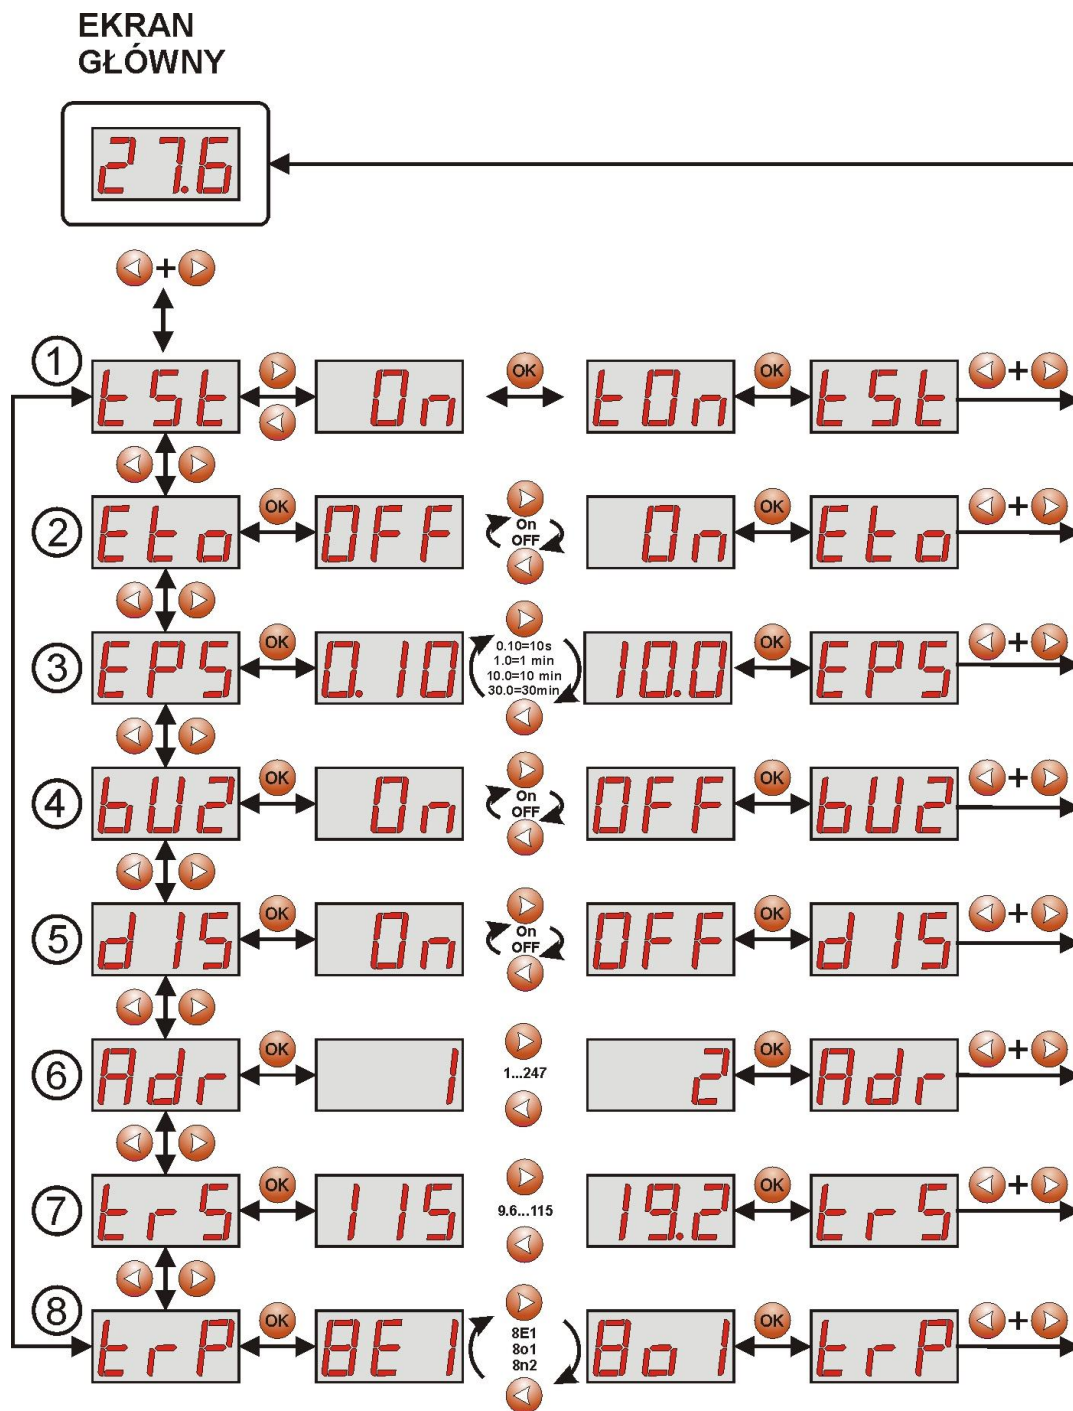 EKRAN
GŁÓWNY
27.6
+
1
tSt
On
OK
tOn
OK
tSt
+
2
Eto
OK
OFF
On
OFF
On
OK
Eto
+
3
EPS
OK
0.10
0.10=10s
1.0=1 min
10.0=10 min
30.0=30min
10.0
OK
EPS
+
4
bU2
OK
On
On
OFF
OFF
OK
bU2
+
5
dIS
OK
On
On
OFF
OFF
OK
dIS
+
6
Adr
OK
1
1...247
2
OK
Adr
+
7
trS
OK
115
9.6...115
19.2
OK
trS
+
8
trP
OK
8E1
8E1
8o1
8n2
8o1
OK
trP
+